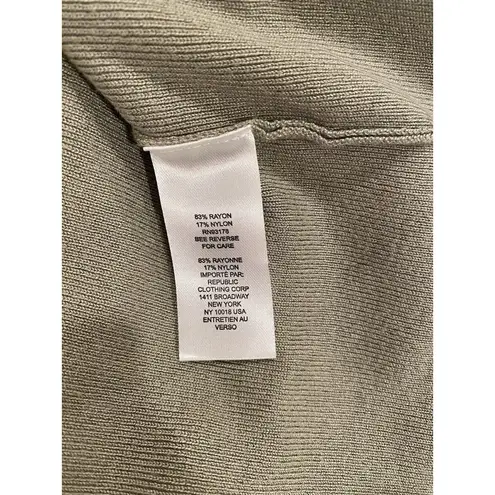 83% RAYON
17% NYLON
RN93178
SEE REVERSE
FOR CARE
83% RAYONNE
17% NYLON
IMPORTÉ PAR:
REPUBLIC
CLOTHING CORP
1411 BROADWAY
NEW YORK
NY 10018 USA
ENTRETIEN AU
VERSO